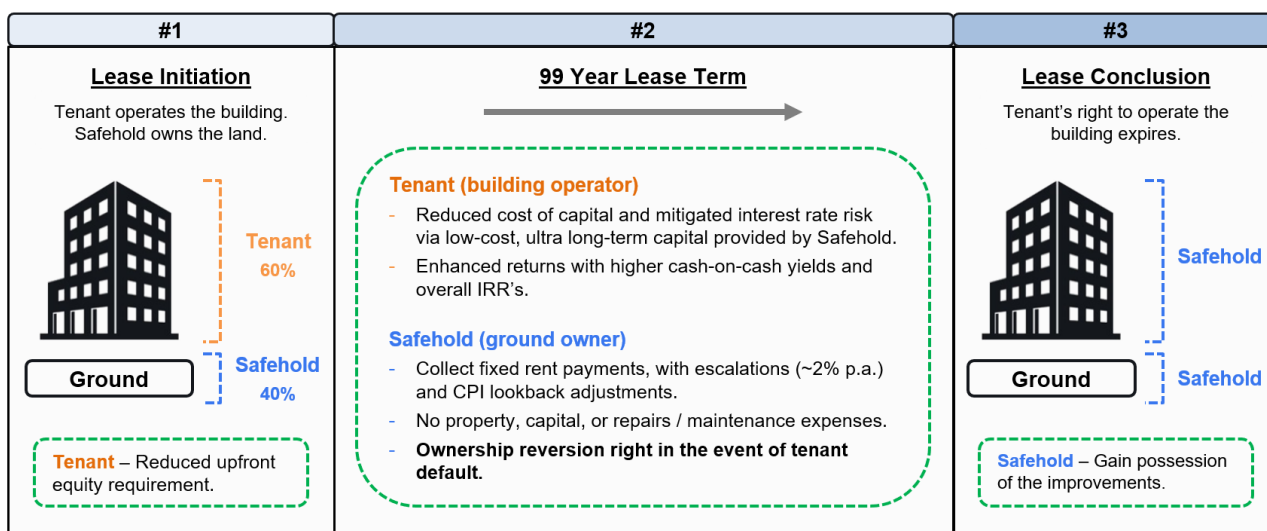 #1
#2
#3
Lease Initiation
Tenant operates the building.
Safehold owns the land.
Tenant
60%
Ground
Safehold
40%
Tenant – Reduced upfront
equity requirement.
99 Year Lease Term
Tenant (building operator)
- Reduced cost of capital and mitigated interest rate risk
via low-cost, ultra long-term capital provided by Safehold.
- Enhanced returns with higher cash-on-cash yields and
overall IRR's.
Safehold (ground owner)
- Collect fixed rent payments, with escalations (~2% p.a.)
and CPI lookback adjustments.
- No property, capital, or repairs / maintenance expenses.
- Ownership reversion right in the event of tenant
default.
Lease Conclusion
Tenant's right to operate the
building expires.
Safehold
Ground
Safehold
Safehold – Gain possession
of the improvements.